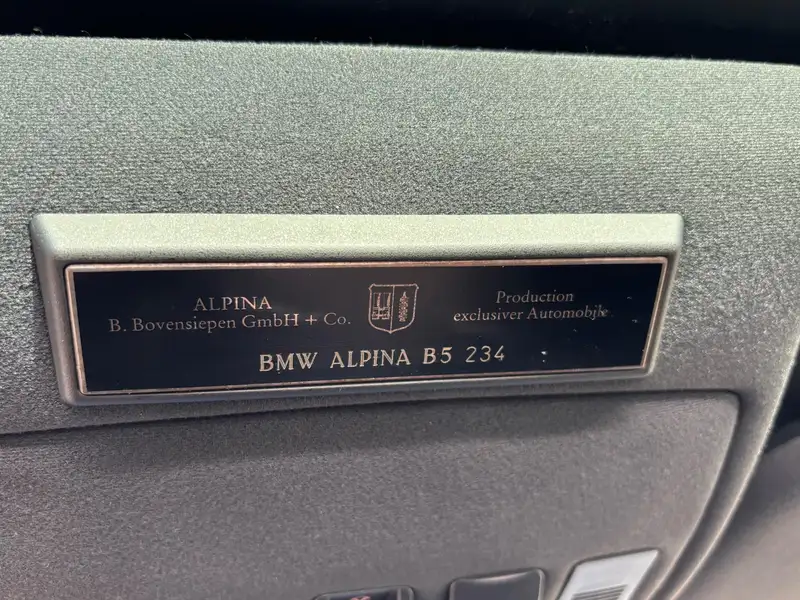 ALPINA
B. Bovensiepen GmbH + Co.
Production
exclusiver Automobile
BMW ALPINA B5 234